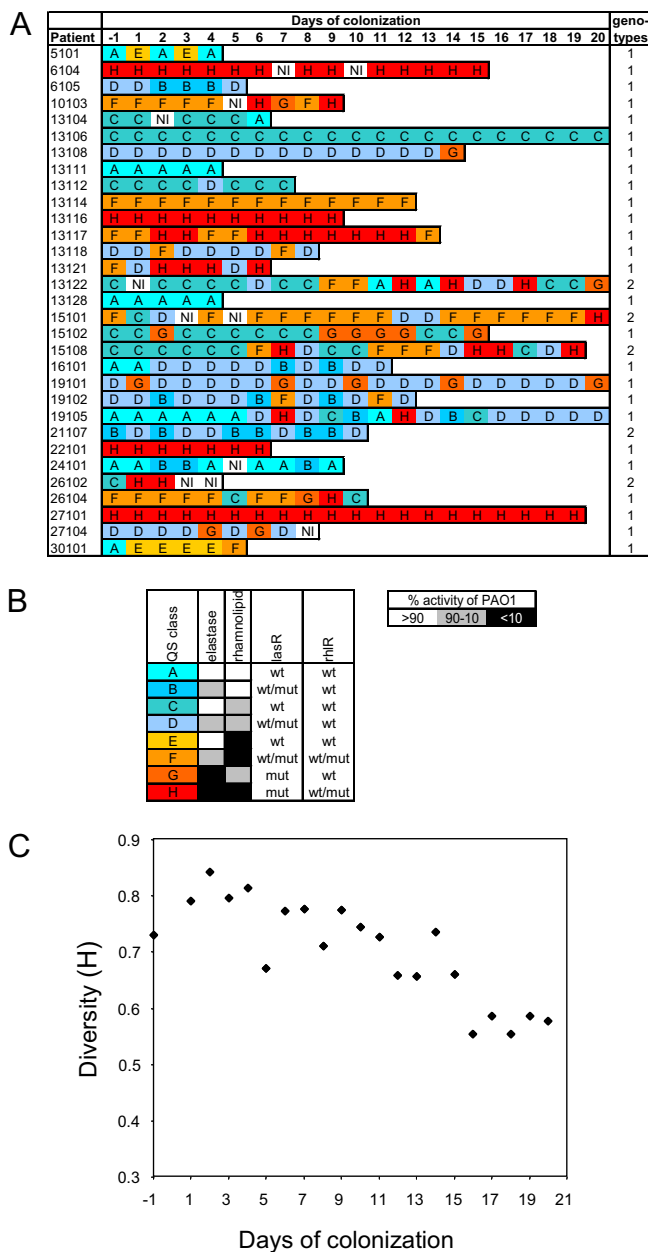 A
Days of colonization geno-
Patient -1 1 2 3 4 5 6 7 8 9 10 11 12 13 14 15 16 17 18 19 20 types
5101 A E A E A 1
6104 H H H H H H H NI H H NI H H H H H 1
6105 D D B B B D 1
10103 F F F F F NI H G F H 1
13104 C C NI C C C A 1
13106 C C C C C C C C C C C C C C C C C C C C C 1
13108 D D D D D D D D D D D D D D G 1
13111 A A A A A 1
13112 C C C C D C C C 1
13114 F F F F F F F F F F F F F 1
13116 H H H H H H H H H H 1
13117 F F H H F F H H H H H H H F 1
13118 D D F D D D D F D 1
13121 F D H H H D H 1
13122 C NI C C C C D C C F F A H A H D D H C C G 2
13128 A A A A A 1
15101 F C D NI F NI F F F F F F D D F F F F F F H 2
15102 C C G C C C C C C G G G G C C G 1
15108 C C C C C C F H D C C F F F D H H C D H 2
16101 A A D D D D D B D B D D 1
19101 D G D D D D D G D D G D D D G D D D D D G 1
19102 D D B D D D B F D B D F D 1
19105 A A A A A A D H D C B A H D B C D D D D D 1
21107 B D B D D B B D B B D 2
22101 H H H H H H H 1
24101 A A B B A NI A A B A 1
26102 C H H NI NI 2
26104 F F F F F C F F G H C 1
27101 H H H H H H H H H H H H H H H H H H H H 1
27104 D D D D G D G D NI 1
30101 A E E E E F 1
B
QS class elastase rhamnolipid lasR rhlR
A wt wt
B wt/mut wt
C wt wt
D wt/mut wt
E wt wt/mut
F wt/mut wt/mut
G mut wt
H mut wt/mut
% activity of PAO1
>90 90-10 <10
C
0.9
0.8
0.7
0.6
0.5
0.4
0.3
Diversity (H)
-1 1 3 5 7 9 11 13 15 17 19 21
Days of colonization